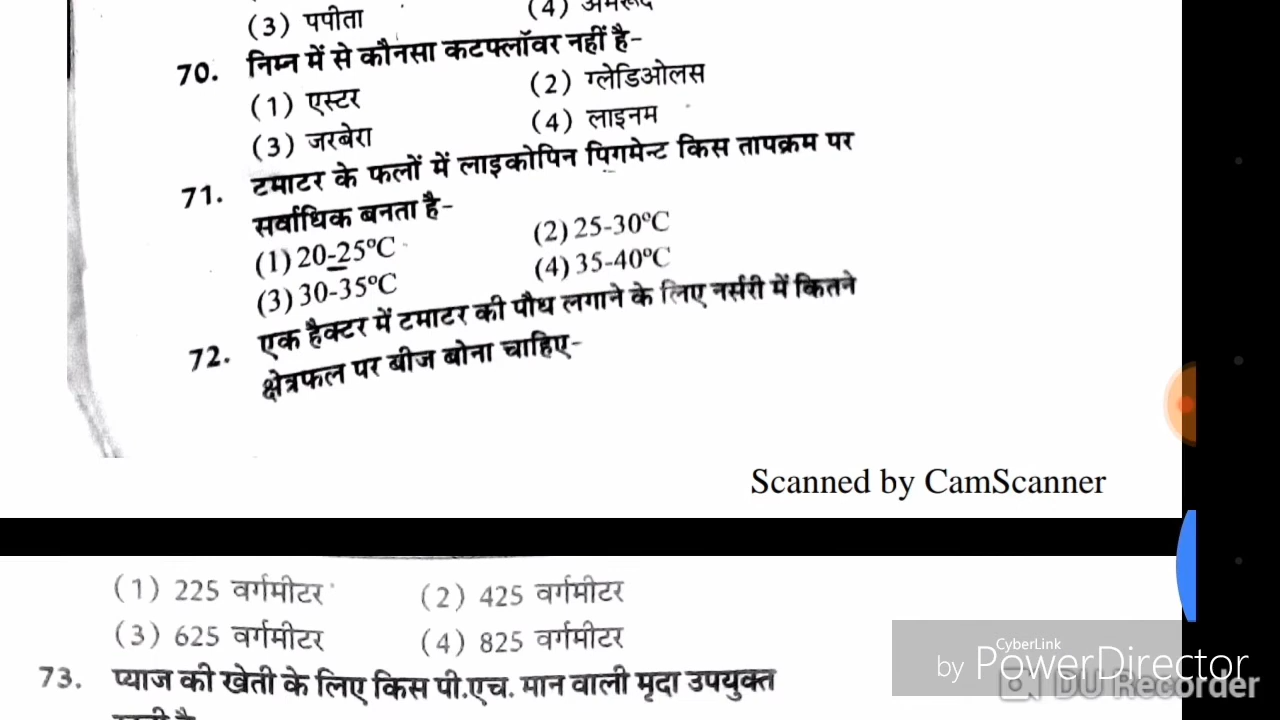 (3) पपीता (4) अमरूद
70. निम्न में से कौनसा कटफ्लॉवर नहीं है-
(1) एस्टर (2) ग्लेडिओलस
(3) जरबेरा (4) लाइनम
71. टमाटर के फलों में लाइकोपिन पिगमेन्ट किस तापक्रम पर
सर्वाधिक बनता है-
(1) 20-25°C (2) 25-30°C
(3) 30-35°C (4) 35-40°C
72. एक हैक्टर में टमाटर की पौध लगाने के लिए नर्सरी में कितने
क्षेत्रफल पर बीज बोना चाहिए-
Scanned by CamScanner
(1) 225 वर्गमीटर (2) 425 वर्गमीटर
(3) 625 वर्गमीटर (4) 825 वर्गमीटर
73. प्याज की खेती के लिए किस पी.एच. मान वाली मृदा उपयुक्त
CyberLink
by PowerDirector
DU Recorder